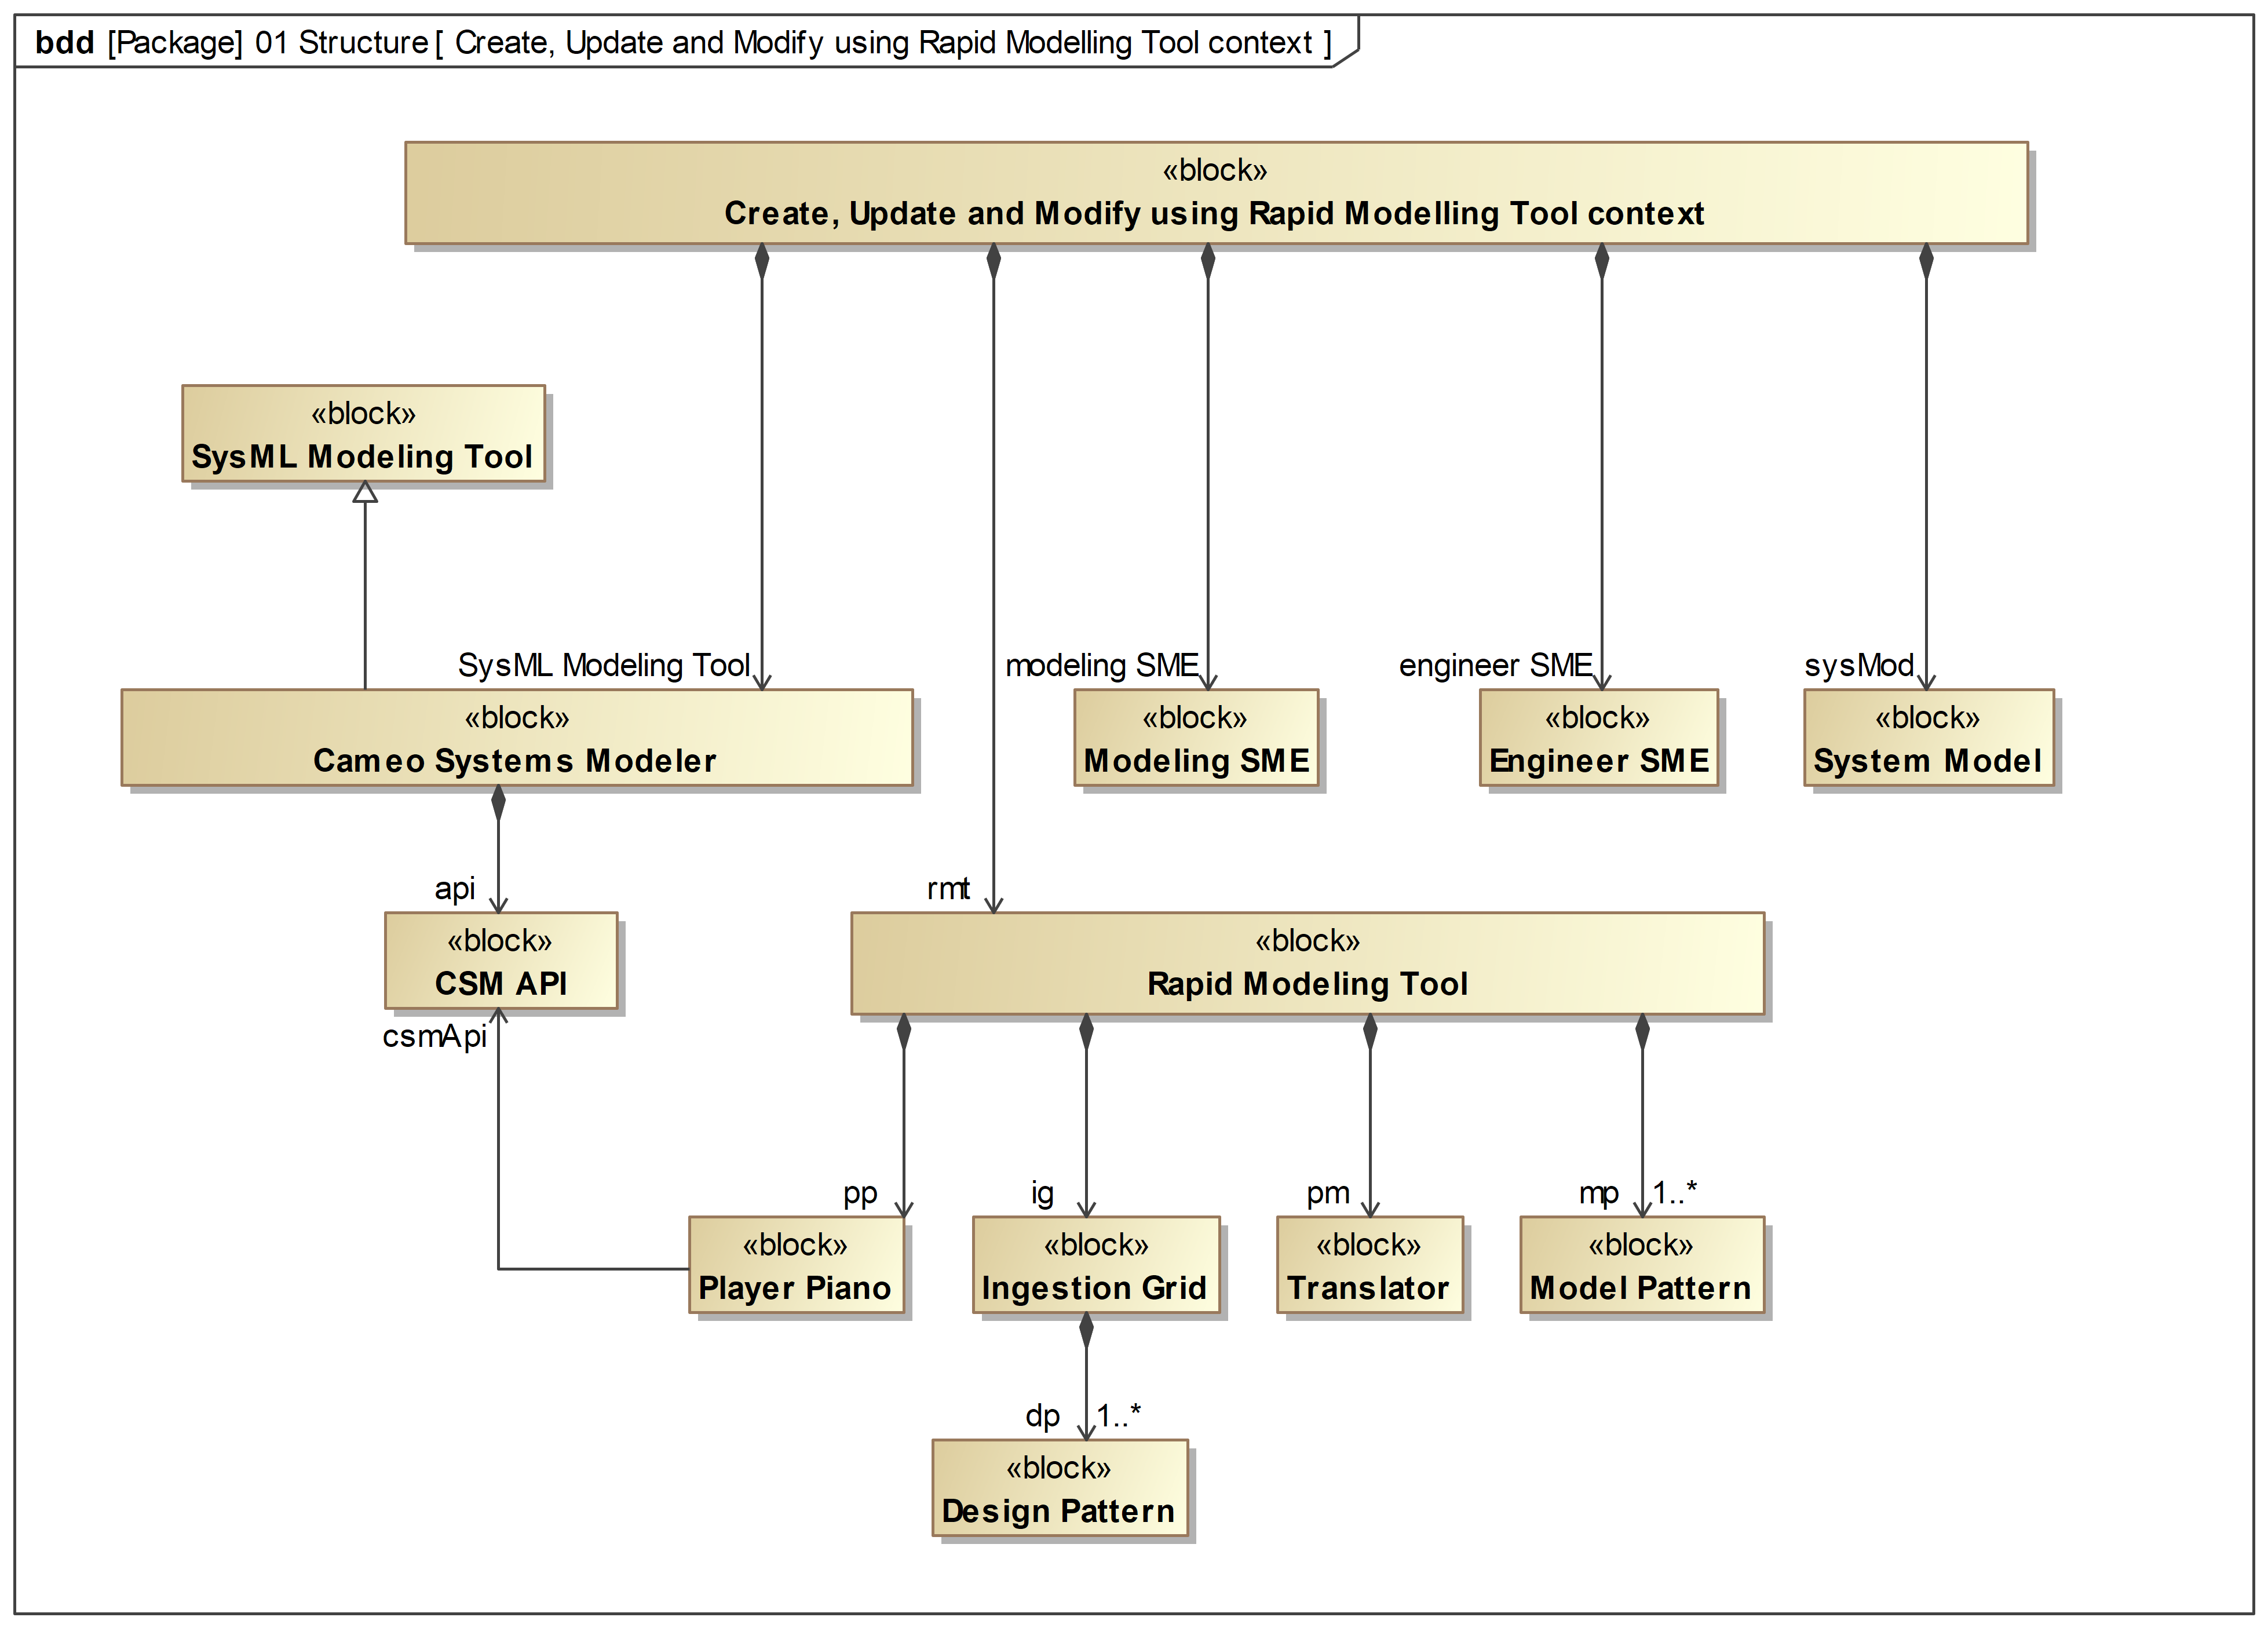 bdd [Package] 01 Structure [ Create, Update and Modify using Rapid Modelling Tool context ]
«block»
Create, Update and Modify using Rapid Modelling Tool context
«block»
SysML Modeling Tool
SysML Modeling Tool
modeling SME
engineer SME
sysMod
«block»
Cameo Systems Modeler
«block»
Modeling SME
«block»
Engineer SME
«block»
System Model
api
rmt
«block»
CSM API
«block»
Rapid Modeling Tool
csmApi
pp
ig
pm
mp 1..*
«block»
Player Piano
«block»
Ingestion Grid
«block»
Translator
«block»
Model Pattern
dp 1..*
«block»
Design Pattern